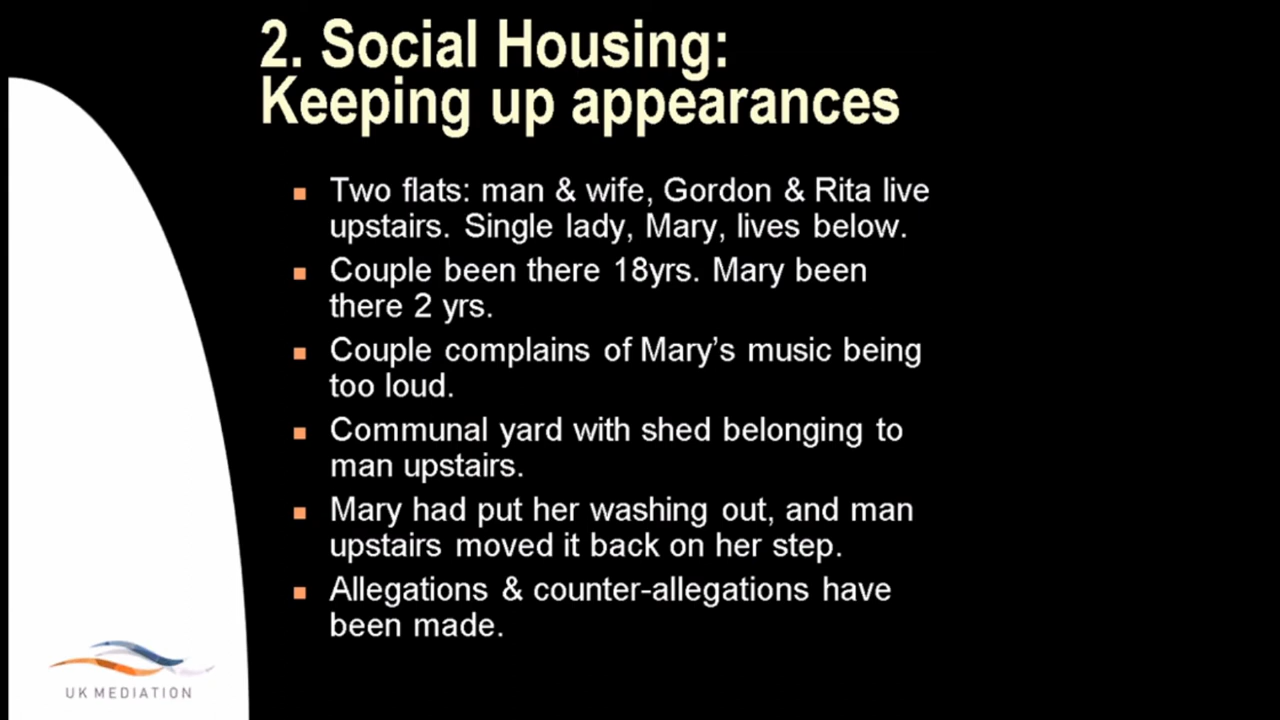 2. Social Housing:
Keeping up appearances
Two flats: man & wife, Gordon & Rita live
upstairs. Single lady, Mary, lives below.
Couple been there 18yrs. Mary been
there 2 yrs.
Couple complains of Mary's music being
too loud.
Communal yard with shed belonging to
man upstairs.
Mary had put her washing out, and man
upstairs moved it back on her step.
Allegations & counter-allegations have
been made.
UK MEDIATION